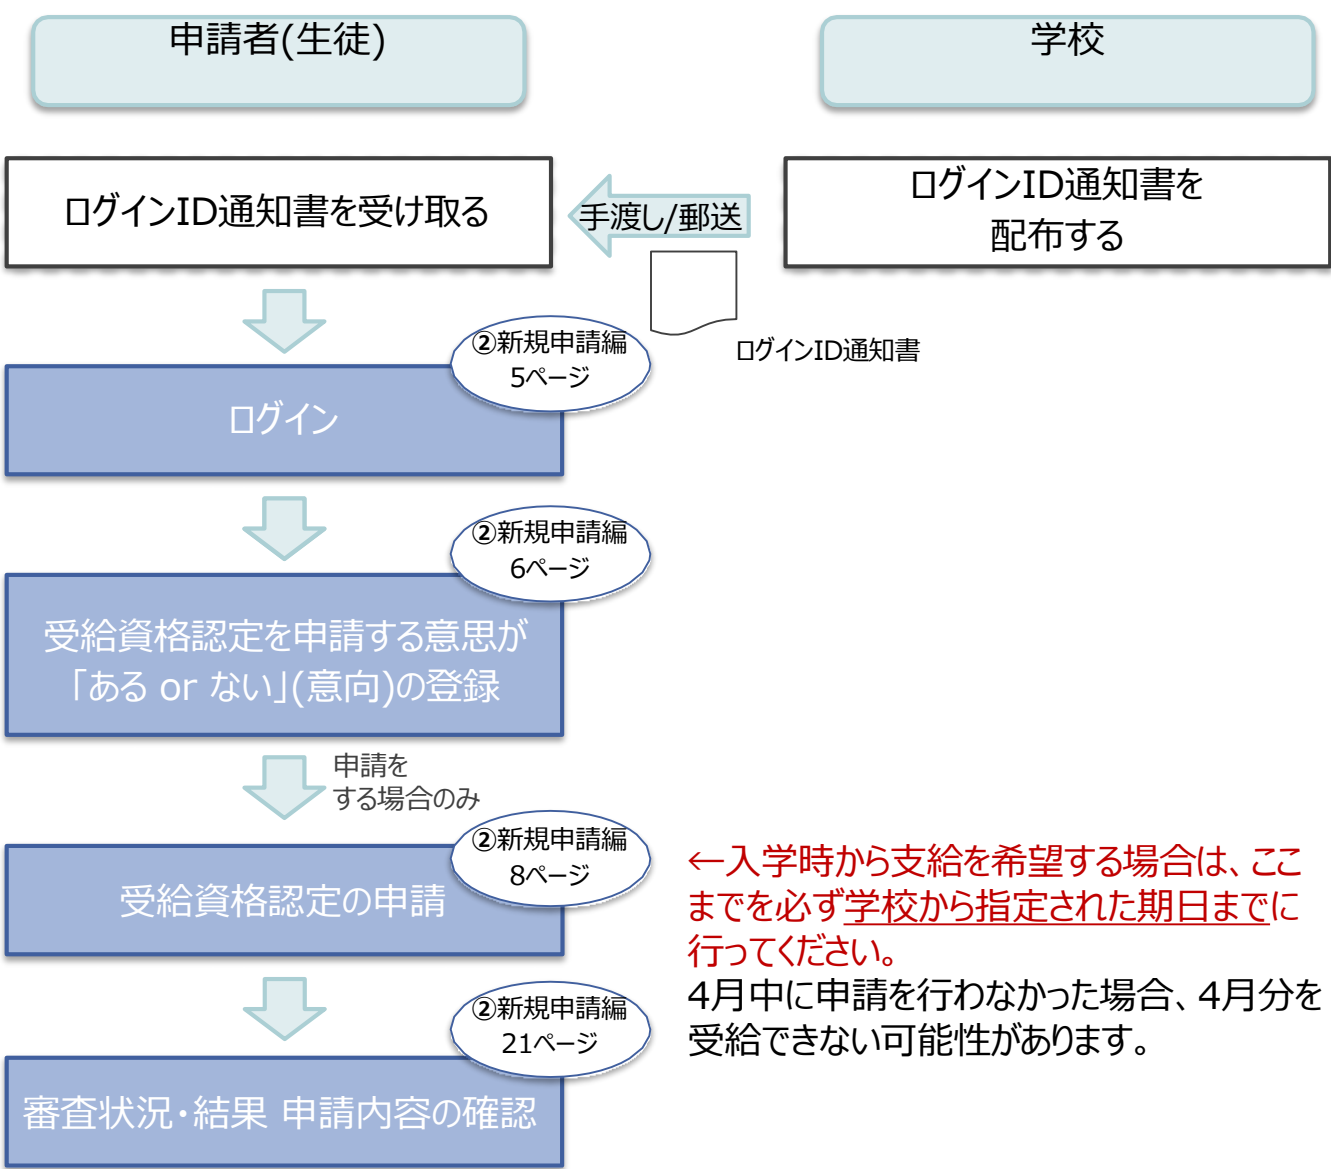 申請者(生徒)
学校
ログインID通知書を受け取る
手渡し/郵送
ログインID通知書を
配布する
ログインID通知書
②新規申請編
5ページ
ログイン
②新規申請編
6ページ
受給資格認定を申請する意思が
「ある or ない」(意向)の登録
申請を
する場合のみ
②新規申請編
8ページ
受給資格認定の申請
←入学時から支給を希望する場合は、ここ
までを必ず学校から指定された期日までに
行ってください。
4月中に申請を行わなかった場合、4月分を
受給できない可能性があります。
②新規申請編
21ページ
審査状況・結果 申請内容の確認